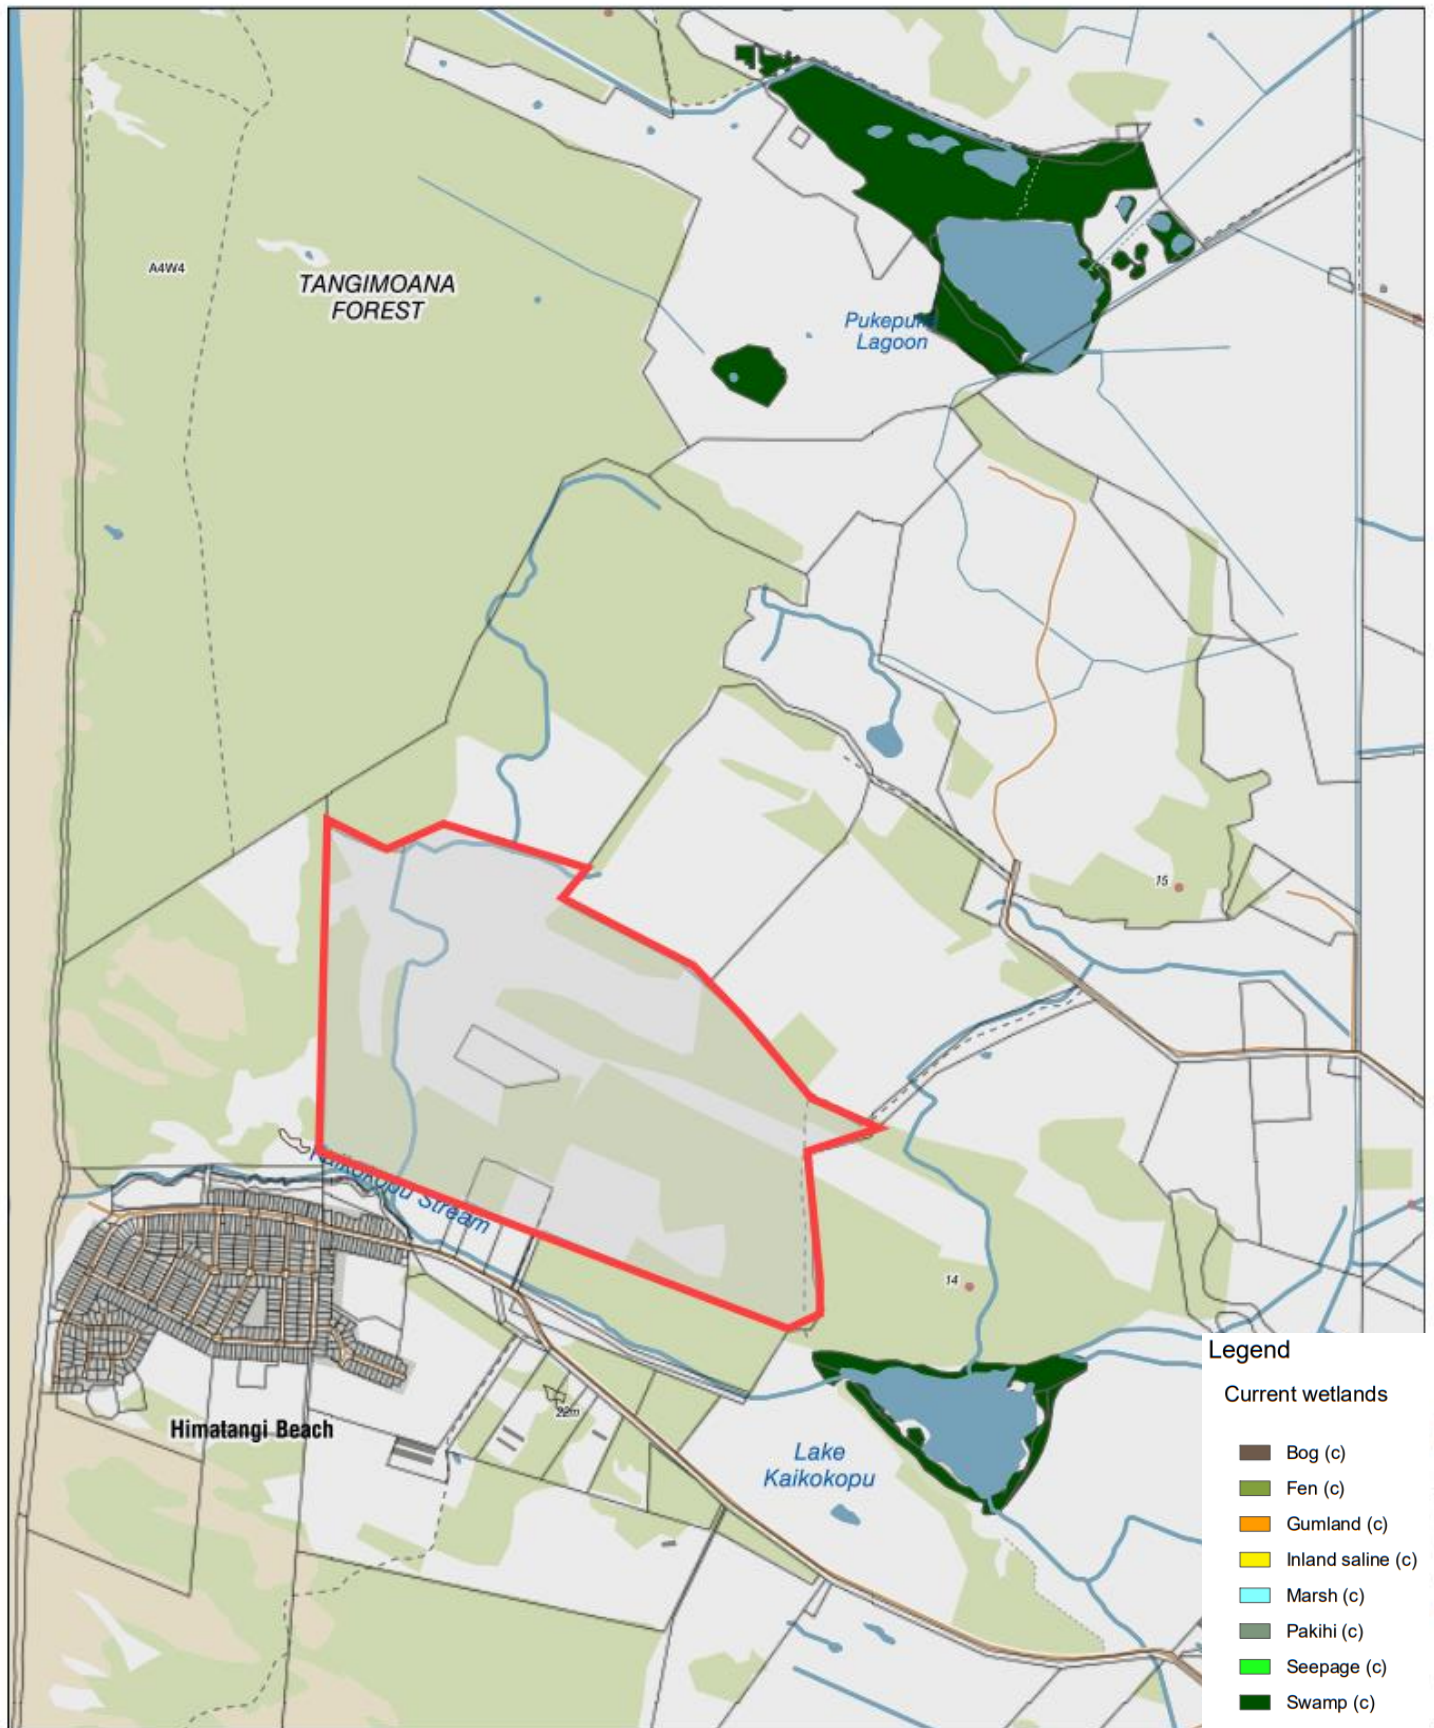 A4W4
TANGIMOANA
FOREST
Lagoon
15
Kaikokopu Stream
14
Himatangi Beach
22m
Lake
Kaikokopu
Legend
Current wetlands
Bog (c)
Fen (c)
Gumland (c)
Inland saline (c)
Marsh (c)
Pakihi (c)
Seepage (c)
Swamp (c)